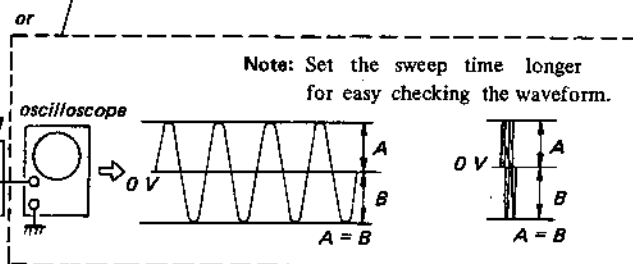 or
Note: Set the sweep time longer
for easy checking the waveform.
oscilloscope
0 V
A
B
A = B
0 V
A
B
A = B